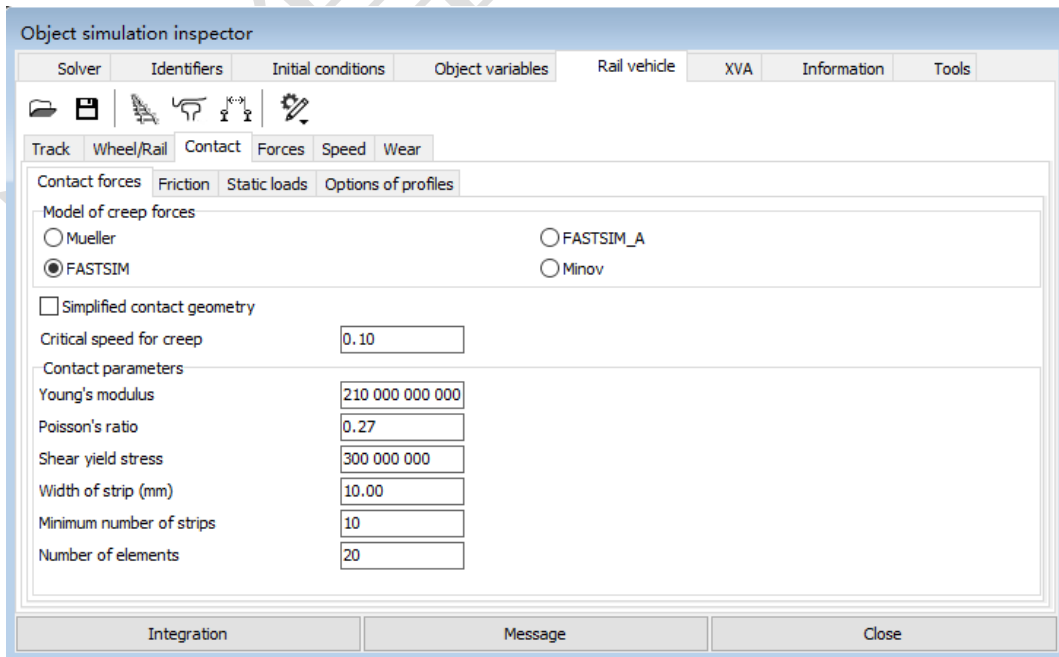 Object simulation inspector
Solver Identifiers Initial conditions Object variables Rail vehicle XVA Information Tools
Track Wheel/Rail Contact Forces Speed Wear
Contact forces Friction Static loads Options of profiles
Model of creep forces
Mueller FASTSIM_A
FASTSIM Minov
Simplified contact geometry
Critical speed for creep 0.10
Contact parameters
Young's modulus 210 000 000 000
Poisson's ratio 0.27
Shear yield stress 300 000 000
Width of strip (mm) 10.00
Minimum number of strips 10
Number of elements 20
Integration Message Close